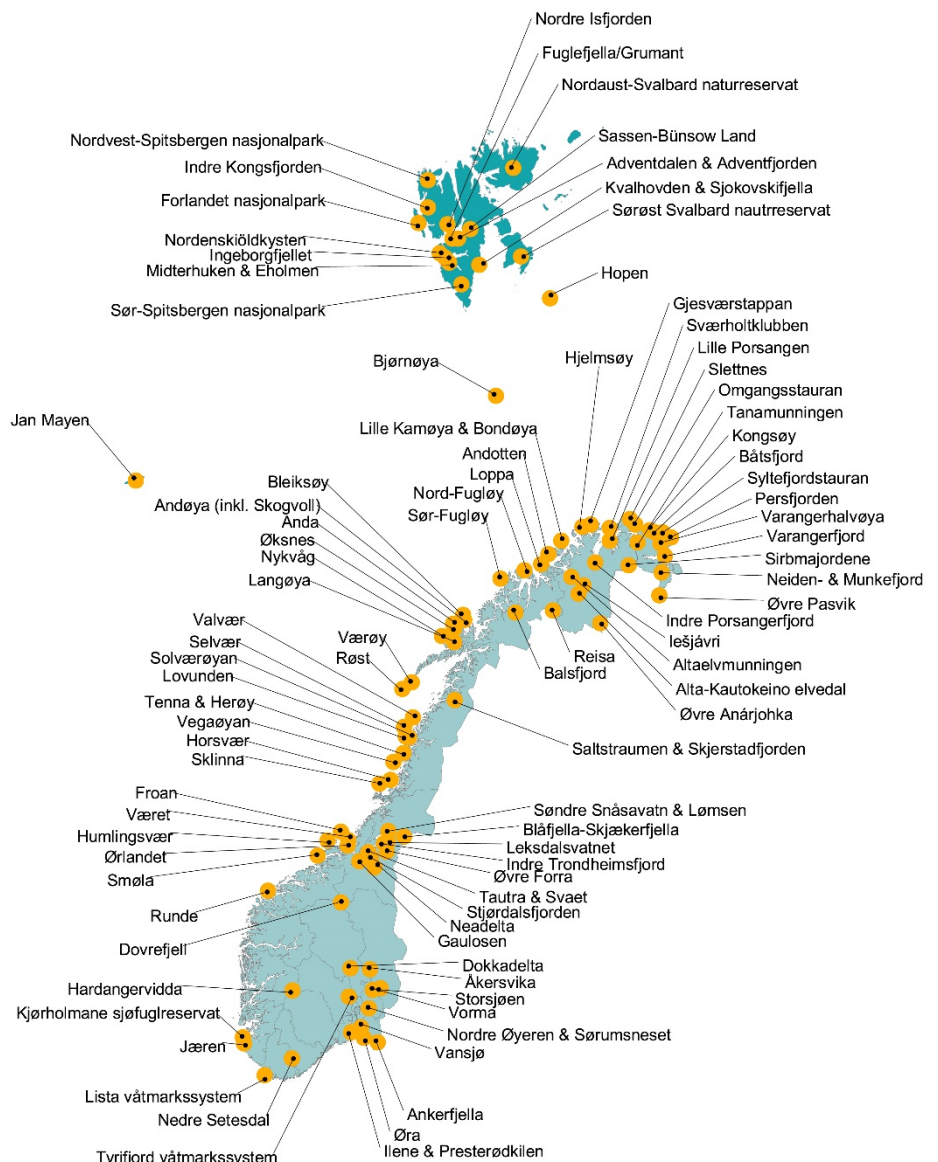 Nordre Isfjorden
Fuglefjella/Grumant
Nordaust-Svalbard naturreservat
Nordvest-Spitsbergen nasjonalpark
Sassen-Bünsow Land
Indre Kongsfjorden
Adventdalen & Adventfjorden
Kvalhovden & Sjokovskifjella
Forlandet nasjonalpark
Sørøst Svalbard nautrreservat
Nordenskiöldkysten
Ingeborgfjellet
Midterhuken & Eholmen
Hopen
Sør-Spitsbergen nasjonalpark
Gjesværstappan
Sværholtklubben
Lille Porsangen
Hjelmsøy
Bjørnøya
Slettnes
Omgangsstauran
Tanamunningen
Jan Mayen
Lille Kamøya & Bondøya
Kongsøy
Andotten
Båtsfjord
Loppa
Syltefjordstauran
Bleiksøy
Nord-Fugløy
Persfjorden
Andøya (inkl. Skogvoll)
Sør-Fugløy
Varangerhalvøya
Anda
Varangerfjord
Øksnes
Sirbmajordene
Nykvåg
Neiden- & Munkefjord
Langøya
Øvre Pasvik
Valvær
Indre Porsangerfjord
Selvær
Værøy
Iešjávri
Solværøyan
Røst
Reisa
Altaelvmunningen
Lovunden
Balsfjord
Alta-Kautokeino elvedal
Tenna & Herøy
Øvre Anárjohka
Vegaøyan
Horsvær
Saltstraumen & Skjerstadfjorden
Sklinna
Froan
Søndre Snåsavatn & Lømsen
Været
Blåfjella-Skjækerfjella
Humlingsvær
Leksdalsvatnet
Ørlandet
Indre Trondheimsfjord
Øvre Forra
Smøla
Tautra & Svaet
Stjørdalsfjorden
Runde
Neadelta
Gaulosen
Dovrefjell
Dokkadelta
Åkersvika
Hardangervidda
Storsjøen
Vorma
Kjørholmane sjøfuglreservat
Nordre Øyeren & Sørumsneset
Jæren
Vansjø
Lista våtmarkssystem
Ankerfjella
Nedre Setesdal
Øra
Ilene & Presterødkilen
Tyrifjord våtmarkssystem